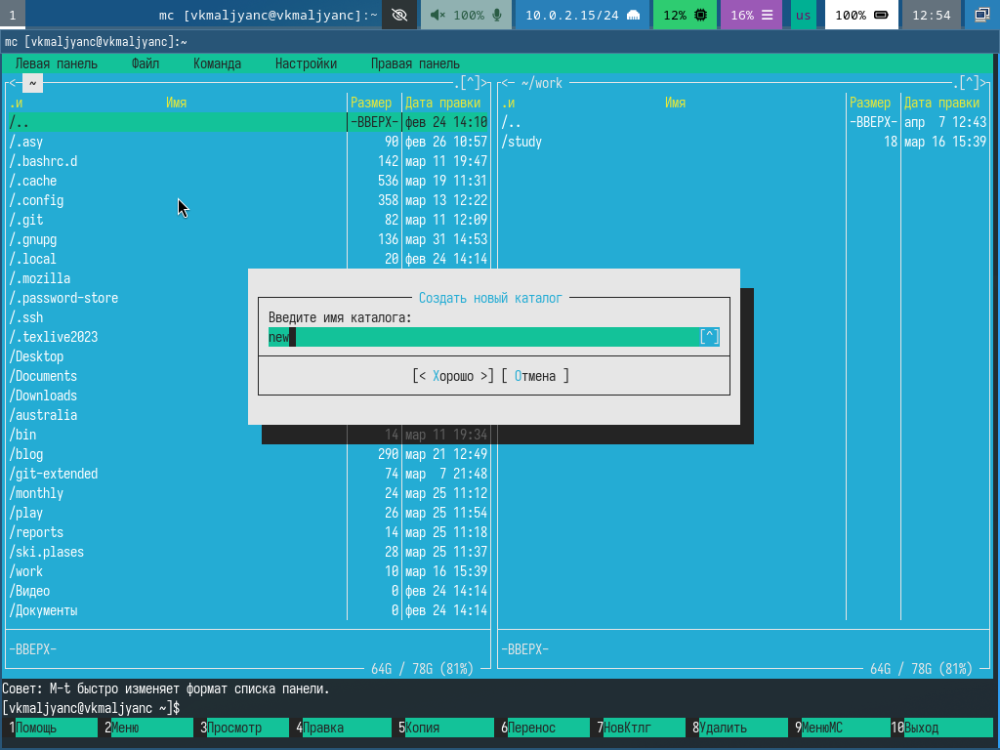 1 mc [vkmaljyanc@vkmaljyanc]:~ 100% 10.0.2.15/24 12% 16% us 100% 12:54
mc [vkmaljyanc@vkmaljyanc]:~
Левая панель Файл Команда Настройки Правая панель
<- ~ .[^]> <- ~/work .[^]>
.и Имя Размер Дата правки .и Имя Размер Дата правки
/.. -ВВЕРХ- фев 24 14:10 /.. -ВВЕРХ- апр 7 12:43
/.asy 90 фев 26 10:57 /study 18 мар 16 15:39
/.bashrc.d 142 мар 11 19:47
/.cache 536 мар 19 11:31
/.config 358 мар 13 12:22
/.git 82 мар 11 12:09
/.gnupg 136 мар 31 14:53
/.local 20 фев 24 14:14
/.mozilla
/.password-store Создать новый каталог
/.ssh Введите имя каталога:
/.texlive2023 new [^]
/Desktop
/Documents [< Хорошо >] [ Отмена ]
/Downloads
/australia
/bin 14 мар 11 19:34
/blog 290 мар 21 12:49
/git-extended 74 мар 7 21:48
/monthly 24 мар 25 11:12
/play 26 мар 25 11:54
/reports 14 мар 25 11:18
/ski.plases 28 мар 25 11:37
/work 10 мар 16 15:39
/Видео 0 фев 24 14:14
/Документы 0 фев 24 14:14
-ВВЕРХ- -ВВЕРХ-
64G / 78G (81%) 64G / 78G (81%)
Совет: M-t быстро изменяет формат списка панели.
[vkmaljyanc@vkmaljyanc ~]$
1Помощь 2Меню 3Просмотр 4Правка 5Копия 6Перенос 7НовКтлг 8Удалить 9МенюМС 10Выход